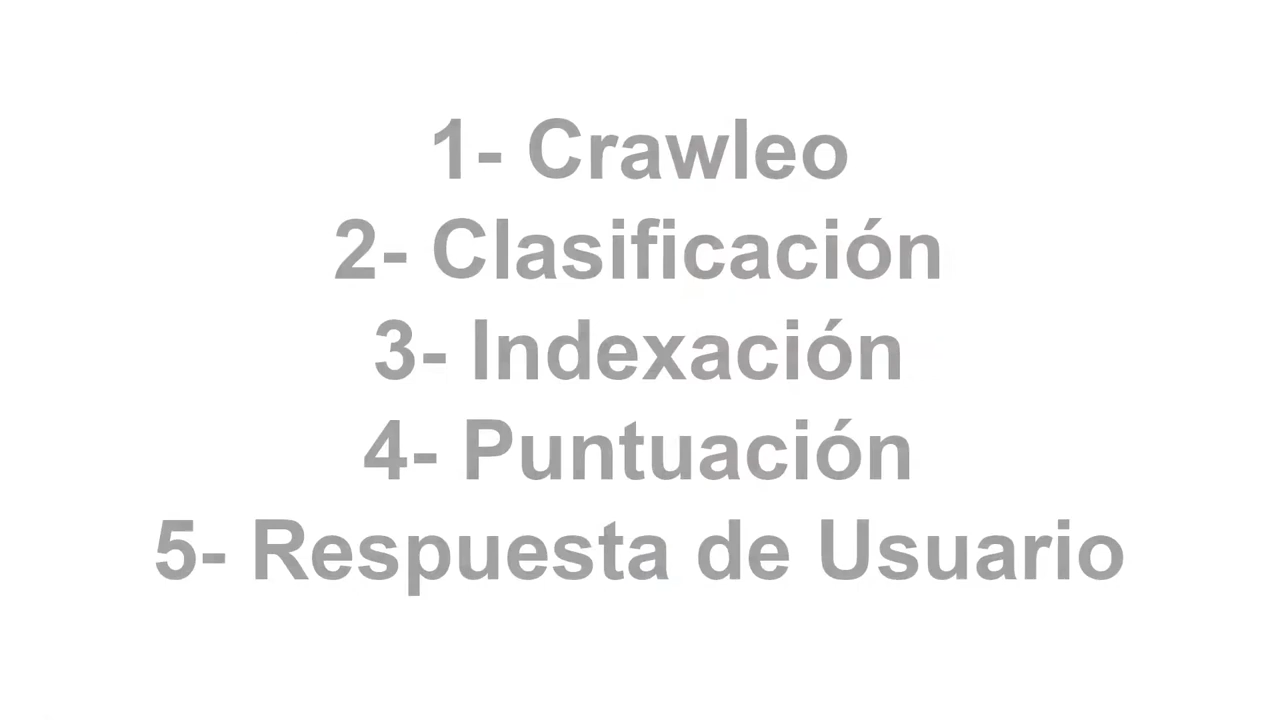 1- Crawleo
2- Clasificación
3- Indexación
4- Puntuación
5- Respuesta de Usuario